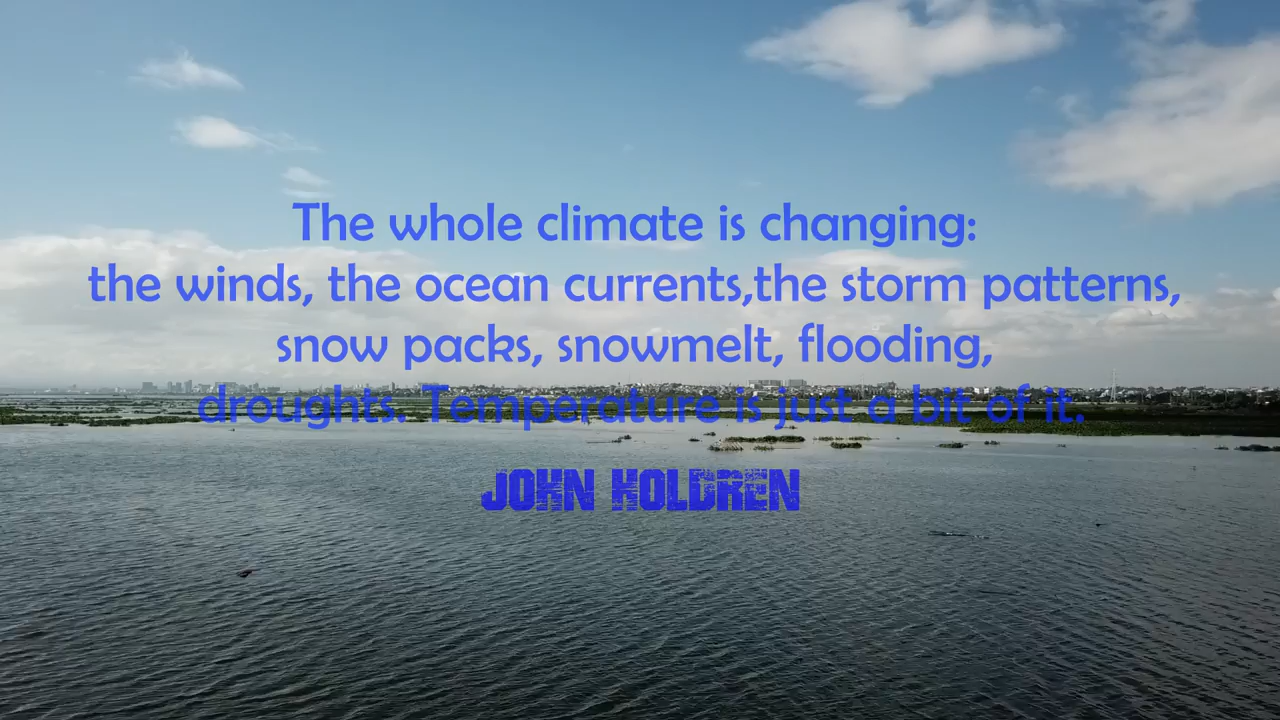 The whole climate is changing:
the winds, the ocean currents,the storm patterns,
snow packs, snowmelt, flooding,
droughts. Temperature is just a bit of it.
JOHN HOLDREN